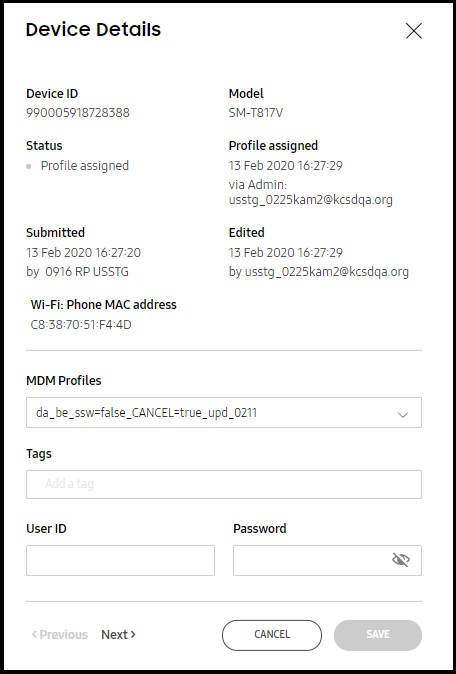 Device Details
Device ID
990005918728388
Model
SM-T817V
Status
Profile assigned
Profile assigned
13 Feb 2020 16:27:29
via Admin:
usstg_0225kam2@kcsdqa.org
Submitted
13 Feb 2020 16:27:20
by 0916 RP USSTG
Edited
13 Feb 2020 16:27:29
by usstg_0225kam2@kcsdqa.org
Wi-Fi: Phone MAC address
C8:38:70:51:F4:4D
MDM Profiles
da_be_ssw=false_CANCEL=true_upd_0211
Tags
Add a tag
User ID
Password
< Previous
Next >
CANCEL
SAVE